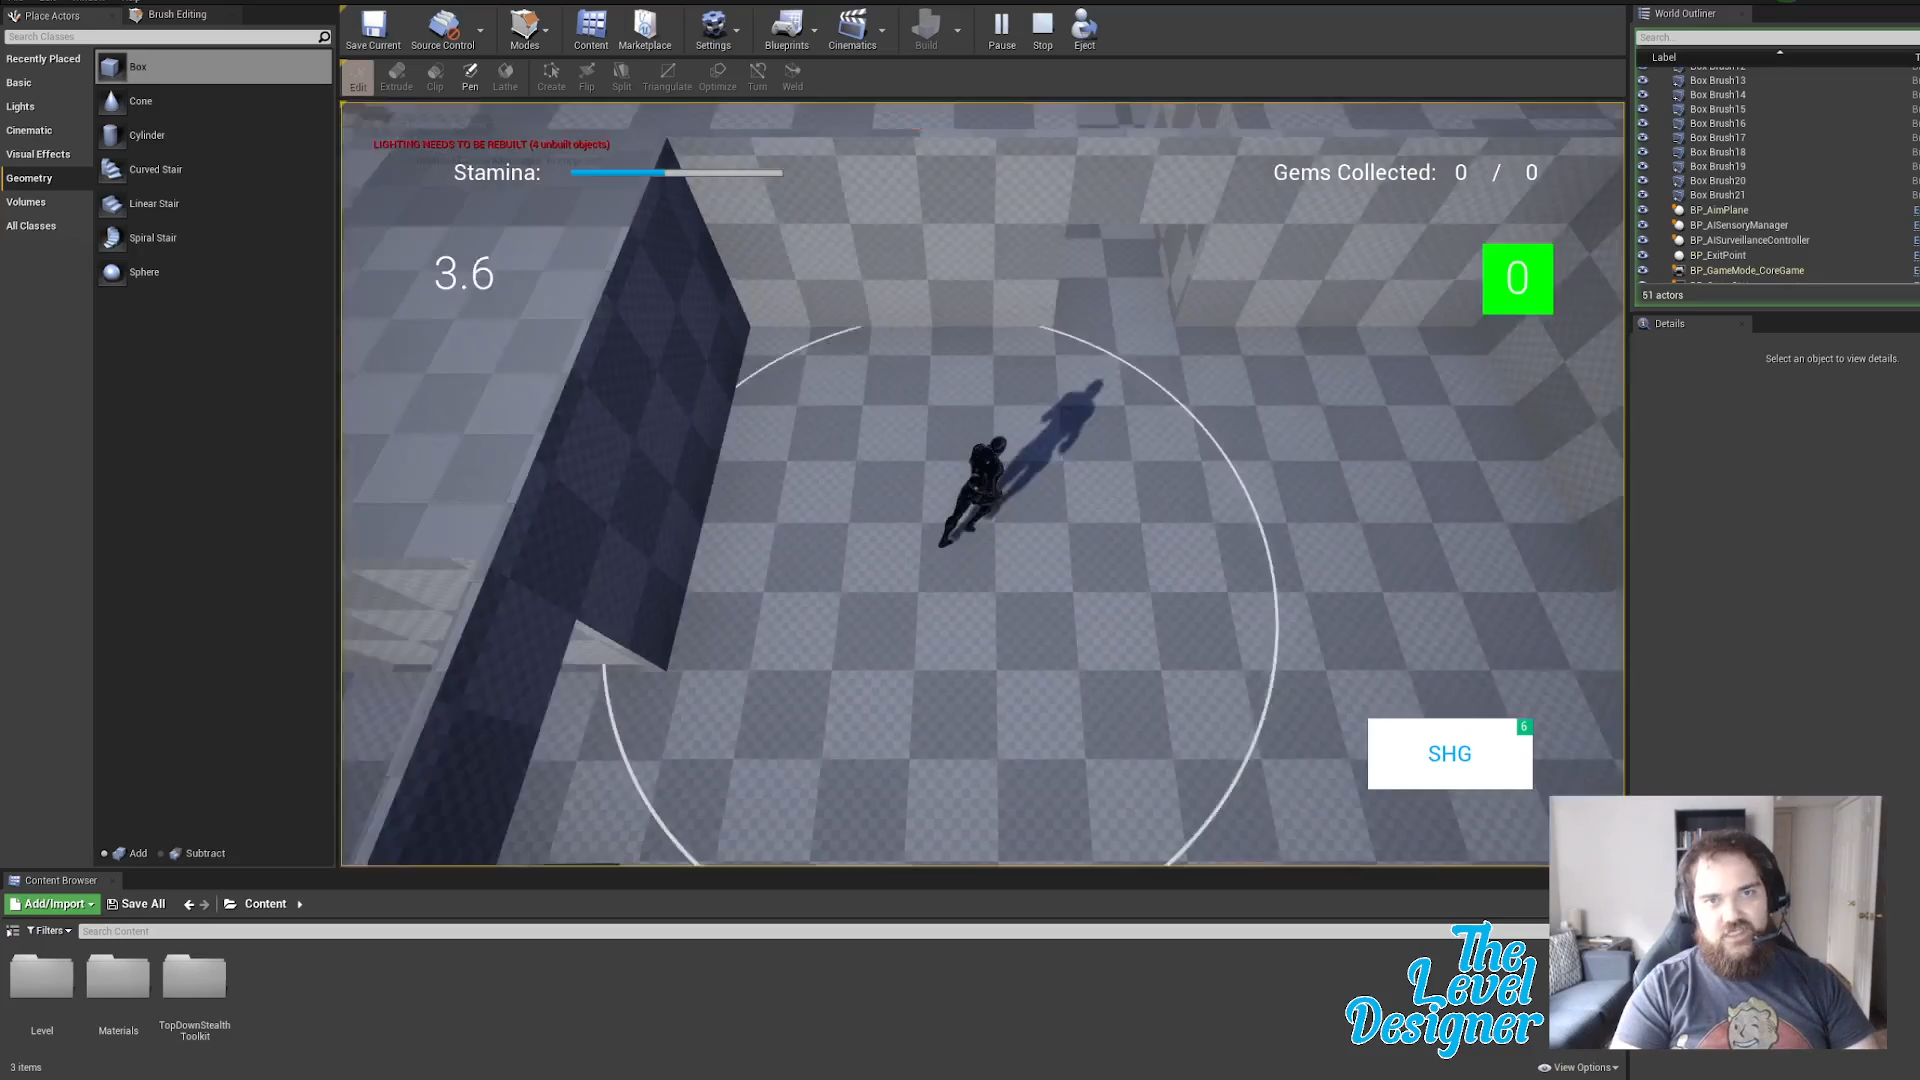 Place Actors
Brush Editing
Search Classes
Recently Placed
Basic
Lights
Cinematic
Visual Effects
Geometry
Volumes
All Classes
Box
Cone
Cylinder
Curved Stair
Linear Stair
Spiral Stair
Sphere
Add
Subtract
Save Current
Source Control
Modes
Content
Marketplace
Settings
Blueprints
Cinematics
Build
Pause
Stop
Eject
Edit
Extrude
Clip
Pen
Lathe
Create
Flip
Split
Triangulate
Optimize
Turn
Weld
LIGHTING NEEDS TO BE REBUILT (4 unbuilt objects)
Stamina:
Gems Collected: 0 / 0
3.6
0
6
SHG
World Outliner
Search...
Label
Box Brush12
Box Brush13
Box Brush14
Box Brush15
Box Brush16
Box Brush17
Box Brush18
Box Brush19
Box Brush20
Box Brush21
BP_AimPlane
BP_AISensoryManager
BP_AISurveillanceController
BP_ExitPoint
BP_GameMode_CoreGame
51 actors
Details
Select an object to view details.
Content Browser
Add/Import
Save All
Content
Filters
Search Content
Level
Materials
TopDownStealth
Toolkit
3 items
View Options
The
Level
Designer